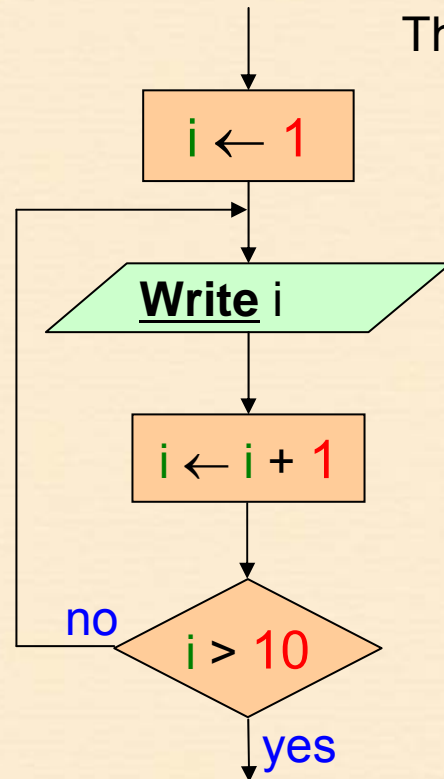 Th
i ← 1
Write i
i ← i + 1
no
i > 10
yes